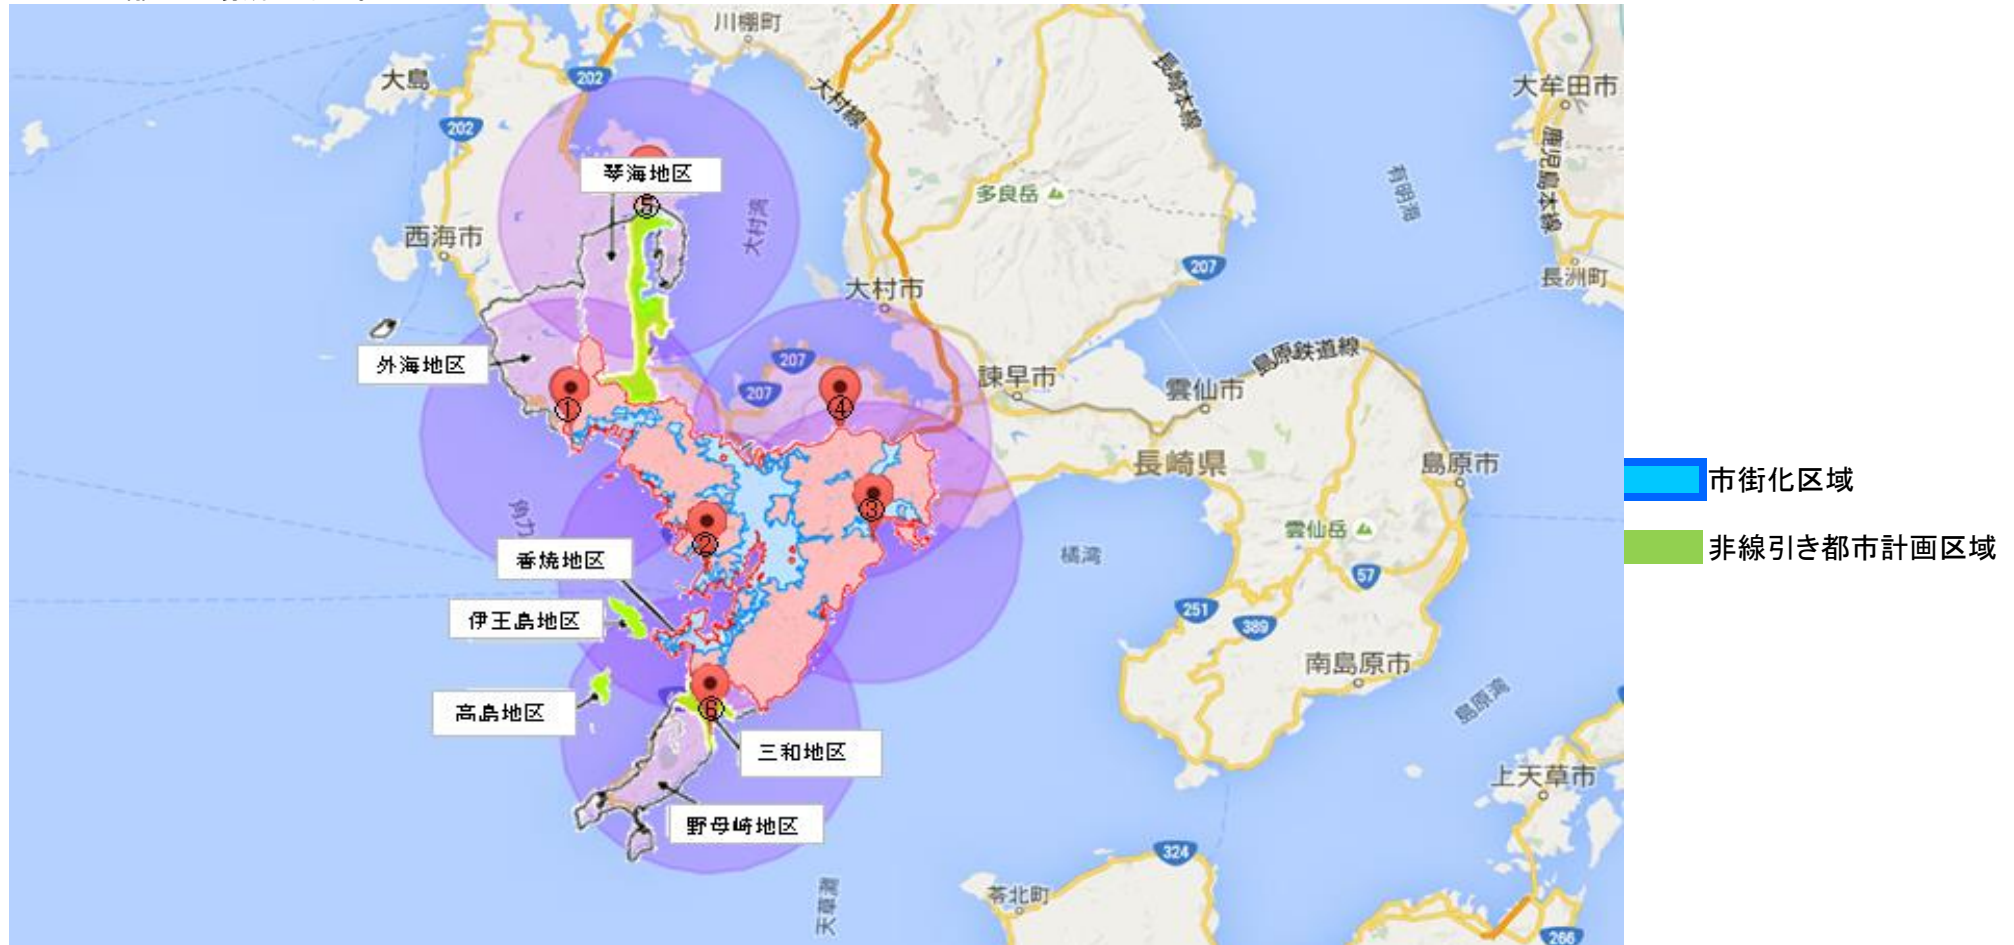 川棚町
大島
202
大村線
長崎本線
大牟田市
202
鹿児島本線
琴海地区
多良岳
有明海
⑤
大村湾
西海市
207
長洲町
大村市
外海地区
207
島原鉄道線
207
諫早市
雲仙市
①
④
長崎県
島原市
市街化区域
③
角力
雲仙岳
②
橘湾
非線引き都市計画区域
香焼地区
57
伊王島地区
251
389
南島原市
高島地区
⑥
島原湾
三和地区
上天草市
野母崎地区
324
天草灘
苓北町
266